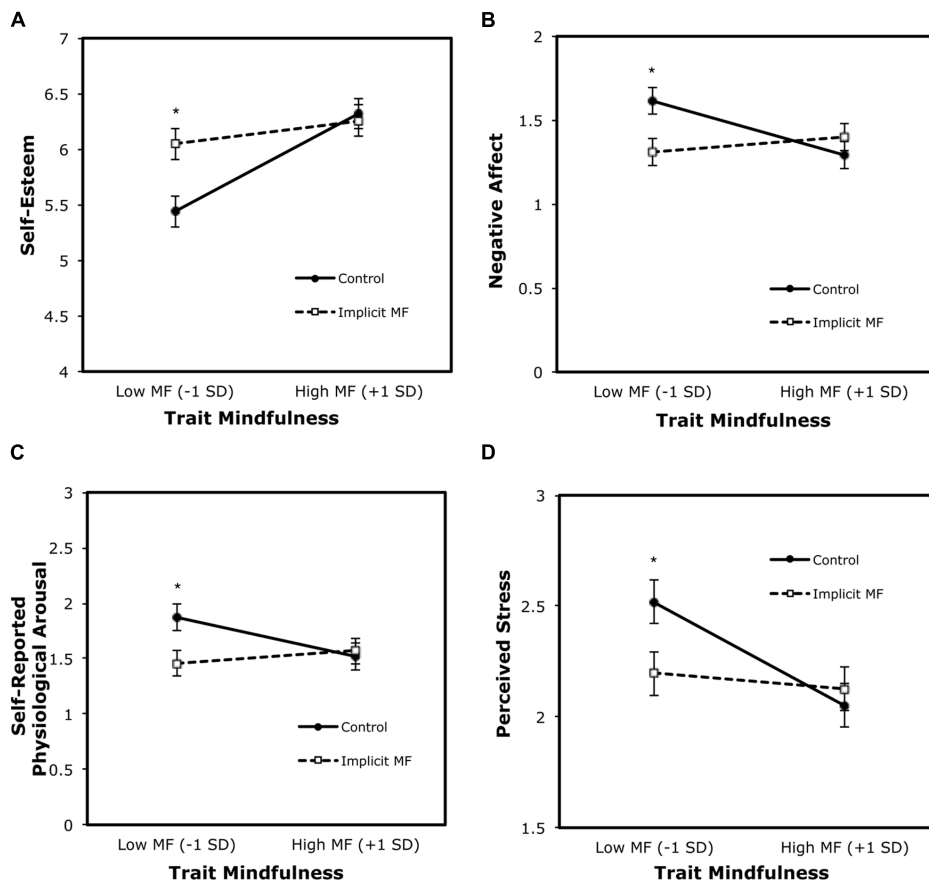 A
7
6.5
6
5.5
5
4.5
4
Self-Esteem
*
Control
Implicit MF
Low MF (-1 SD) High MF (+1 SD)
Trait Mindfulness
B
2
1.5
1
0.5
0
Negative Affect
*
Control
Implicit MF
Low MF (-1 SD) High MF (+1 SD)
Trait Mindfulness
C
3
2.5
2
1.5
1
0.5
0
Self-Reported
Physiological Arousal
*
Control
Implicit MF
Low MF (-1 SD) High MF (+1 SD)
Trait Mindfulness
D
3
2.5
2
1.5
Perceived Stress
*
Control
Implicit MF
Low MF (-1 SD) High MF (+1 SD)
Trait Mindfulness